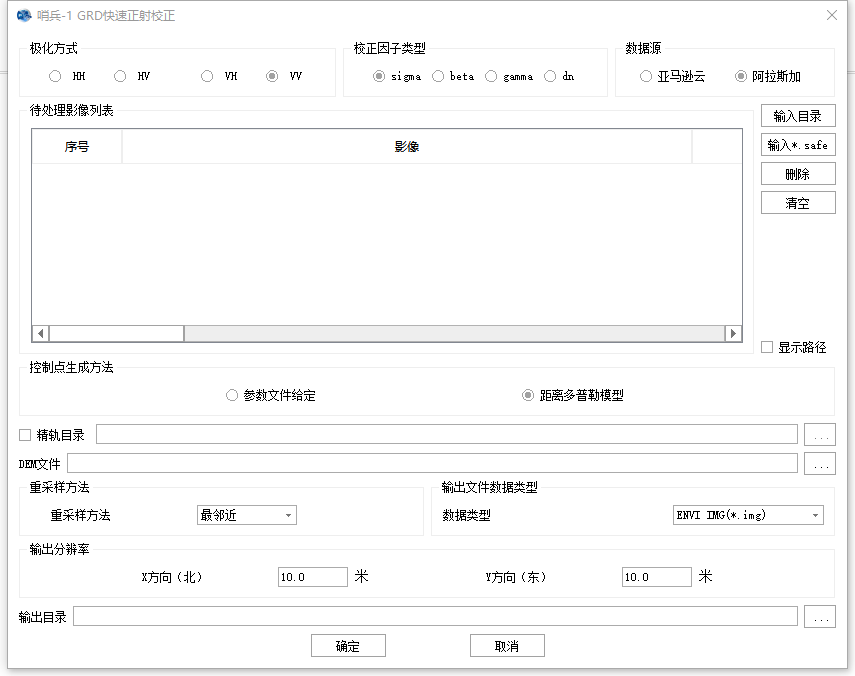 哨兵-1 GRD快速正射校正
极化方式 校正因子类型 数据源
HH HV VH VV sigma beta gamma dn 亚马逊云 阿拉斯加
待处理影像列表
输入目录
序号 影像
输入*.safe
删除
清空
显示路径
控制点生成方法
参数文件给定 距离多普勒模型
精轨目录 ...
DEM文件 ...
重采样方法 输出文件数据类型
重采样方法 最邻近 数据类型 ENVI IMG(*.img)
输出分辨率
X方向（北） 10.0 米 Y方向（东） 10.0 米
输出目录 ...
确定 取消